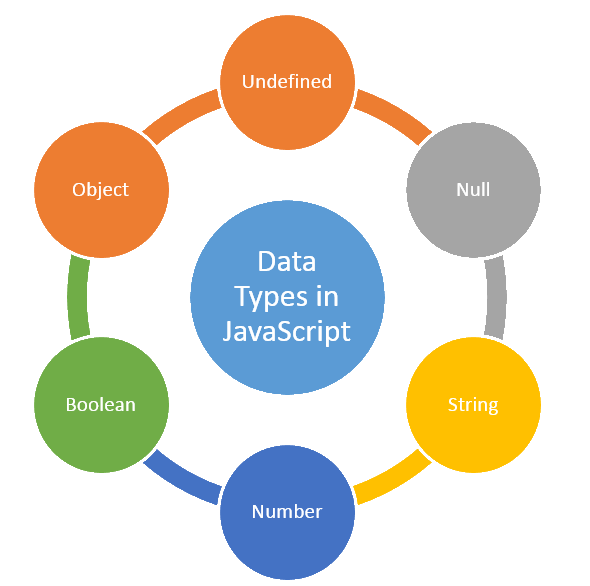 Undefined
Object
Null
Data
Types in
JavaScript
Boolean
String
Number